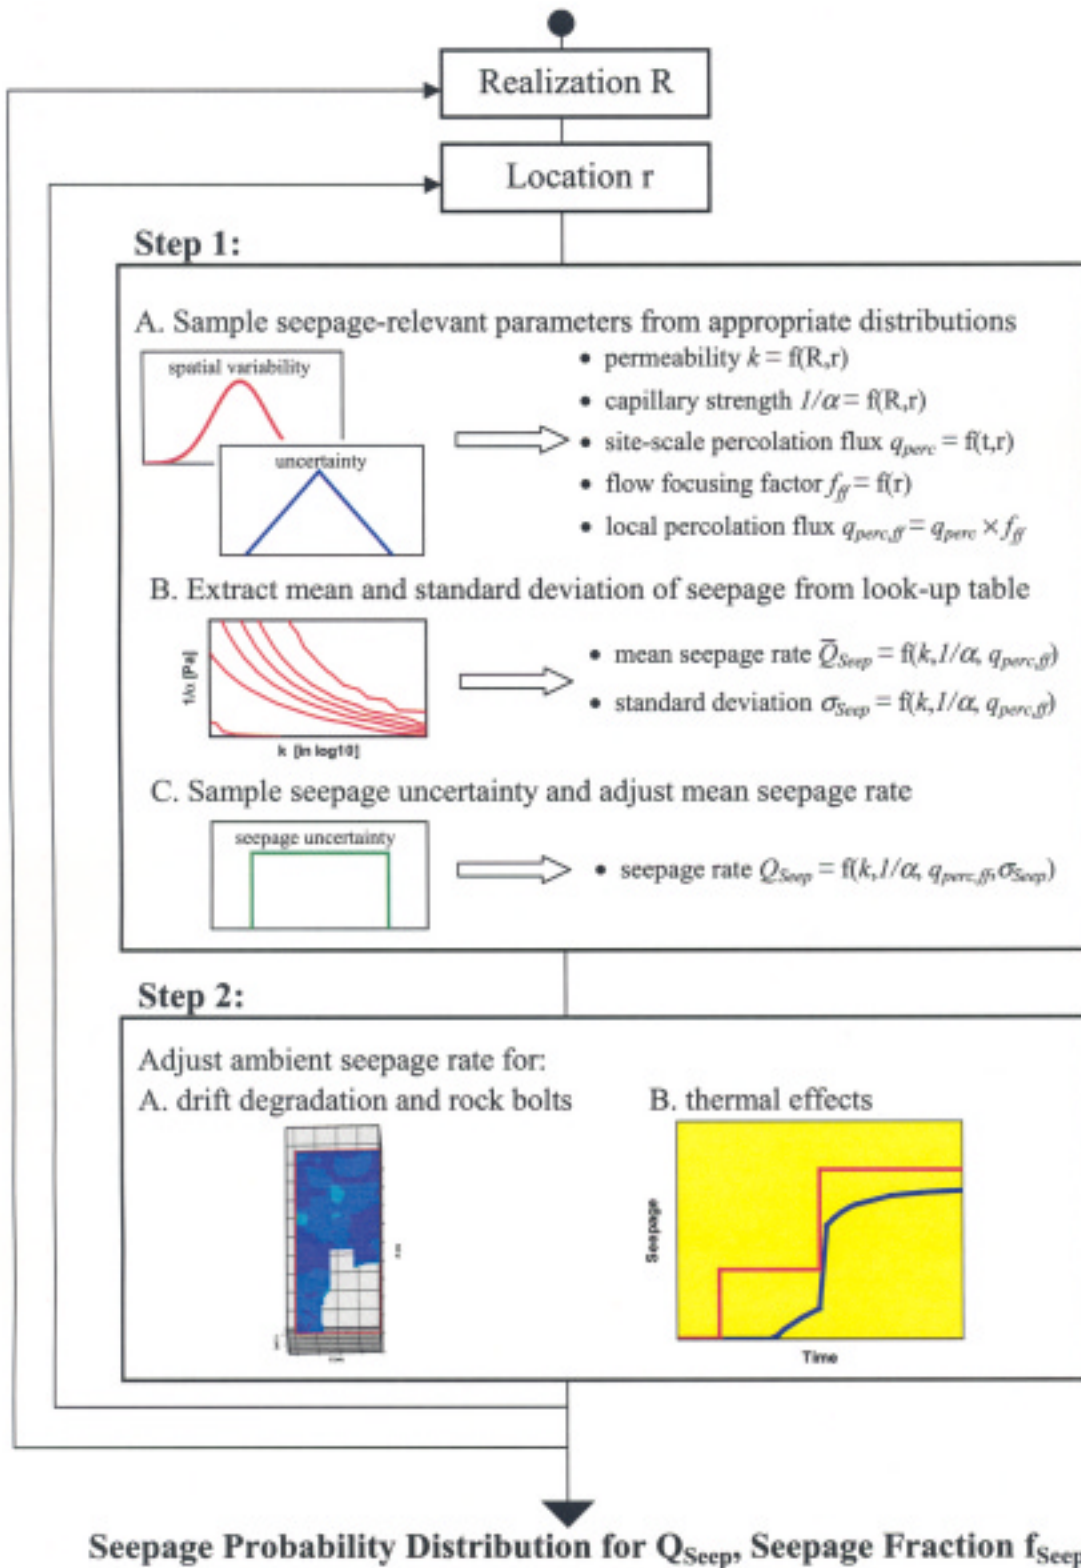 Realization R
Location r
Step 1:
A. Sample seepage-relevant parameters from appropriate distributions
spatial variability
uncertainty
• permeability k = f(R,r)
• capillary strength 1/α = f(R,r)
• site-scale percolation flux q_perc = f(t,r)
• flow focusing factor f_ff = f(r)
• local percolation flux q_perc,ff = q_perc × f_ff
B. Extract mean and standard deviation of seepage from look-up table
1/α [Pa]
k [in log10]
• mean seepage rate Q̅_Seep = f(k,1/α, q_perc,ff)
• standard deviation σ_Seep = f(k,1/α, q_perc,ff)
C. Sample seepage uncertainty and adjust mean seepage rate
seepage uncertainty
• seepage rate Q_Seep = f(k,1/α, q_perc,ff,σ_Seep)
Step 2:
Adjust ambient seepage rate for:
A. drift degradation and rock bolts
B. thermal effects
Seepage
Time
Seepage Probability Distribution for Q_Seep, Seepage Fraction f_Seep